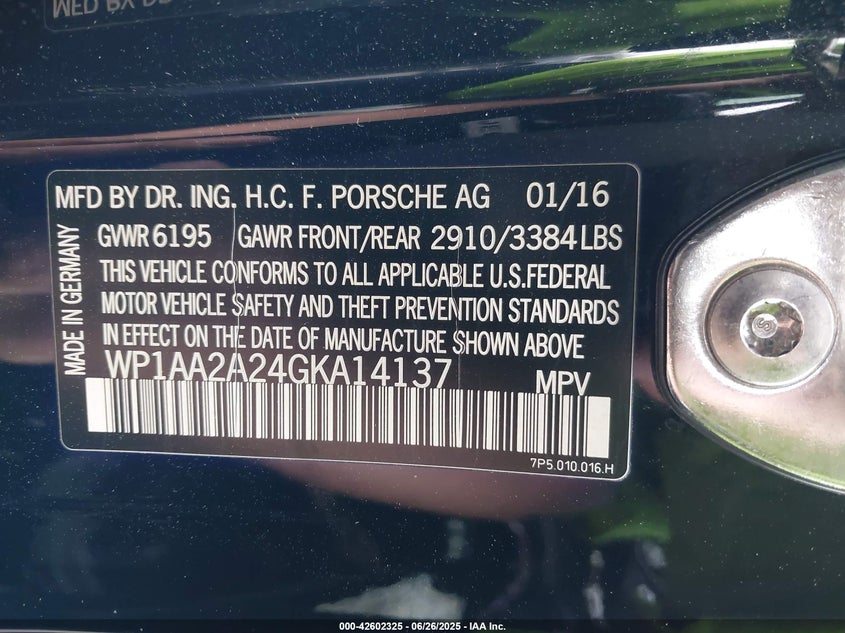 MFD BY DR. ING. H.C. F. PORSCHE AG 01/16
GVWR 6195 GAWR FRONT/REAR 2910/3384 LBS
THIS VEHICLE CONFORMS TO ALL APPLICABLE U.S. FEDERAL
MOTOR VEHICLE SAFETY AND THEFT PREVENTION STANDARDS
IN EFFECT ON THE DATE OF MANUFACTURE SHOWN ABOVE
WP1AA2A24GKA14137 MPV
7P5.010.016.H
MADE IN GERMANY
000-42602325 - 06/26/2025 - IAA Inc.